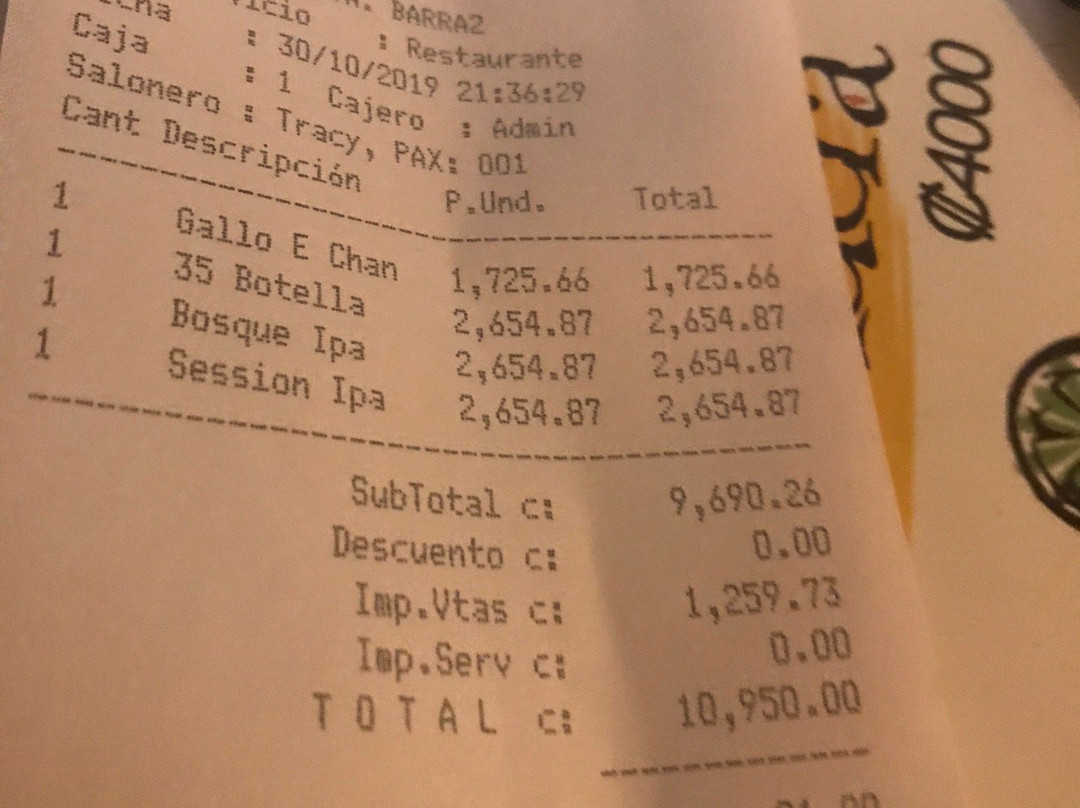 BARRA2
: Restaurante
: 30/10/2019 21:36:29
Caja : 1 Cajero : Admin
Salonero : Tracy, PAX: 001
Cant Descripción P.Und. Total
1 Gallo E Chan 1,725.66 1,725.66
1 35 Botella 2,654.87 2,654.87
1 Bosque Ipa 2,654.87 2,654.87
1 Session Ipa 2,654.87 2,654.87
SubTotal c: 9,690.26
Descuento c: 0.00
Imp.Vtas c: 1,259.73
Imp.Serv c: 0.00
T O T A L c: 10,950.00
₡4000